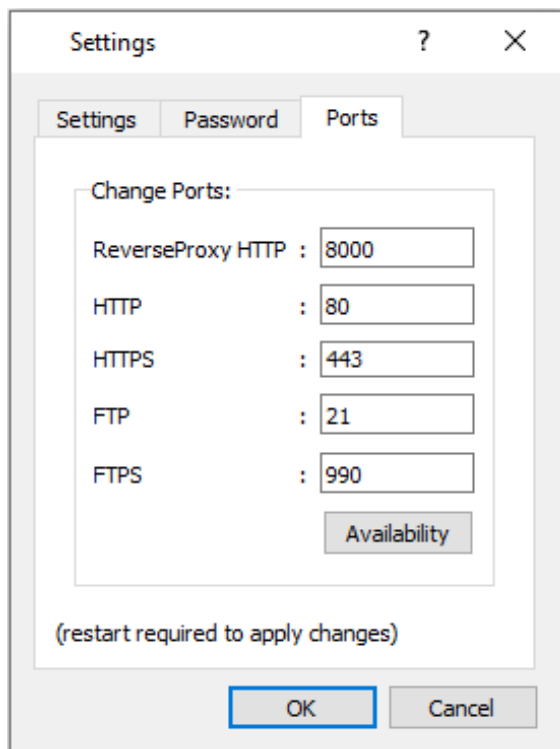 Settings ?
Settings Password Ports
Change Ports:
ReverseProxy HTTP : 8000
HTTP : 80
HTTPS : 443
FTP : 21
FTPS : 990
Availability
(restart required to apply changes)
OK Cancel